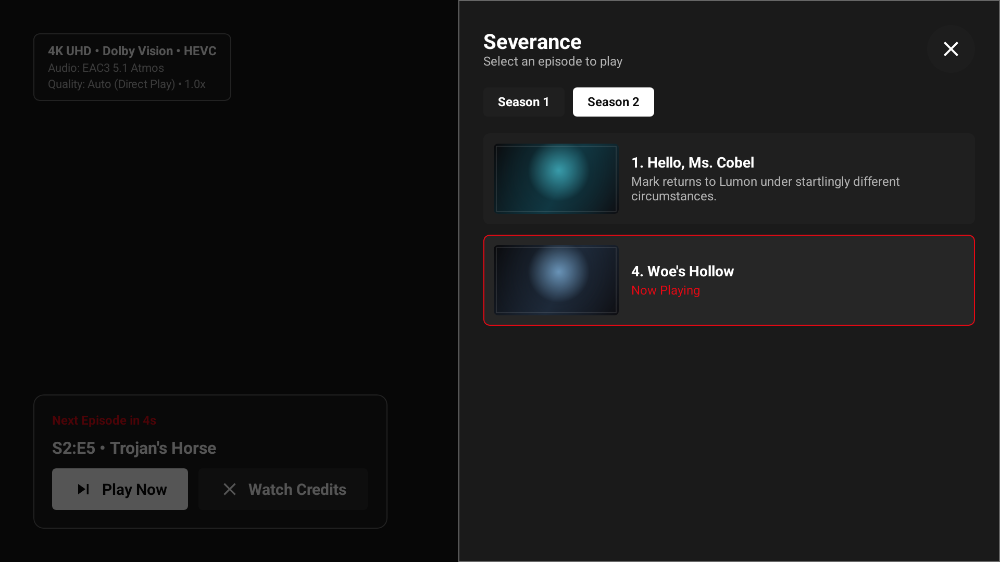 4K UHD • Dolby Vision • HEVC
Audio: EAC3 5.1 Atmos
Quality: Auto (Direct Play) • 1.0x
Next Episode in 4s
S2:E5 • Trojan's Horse
Play Now
Watch Credits
Severance
Select an episode to play
Season 1
Season 2
1. Hello, Ms. Cobel
Mark returns to Lumon under startlingly different
circumstances.
4. Woe's Hollow
Now Playing